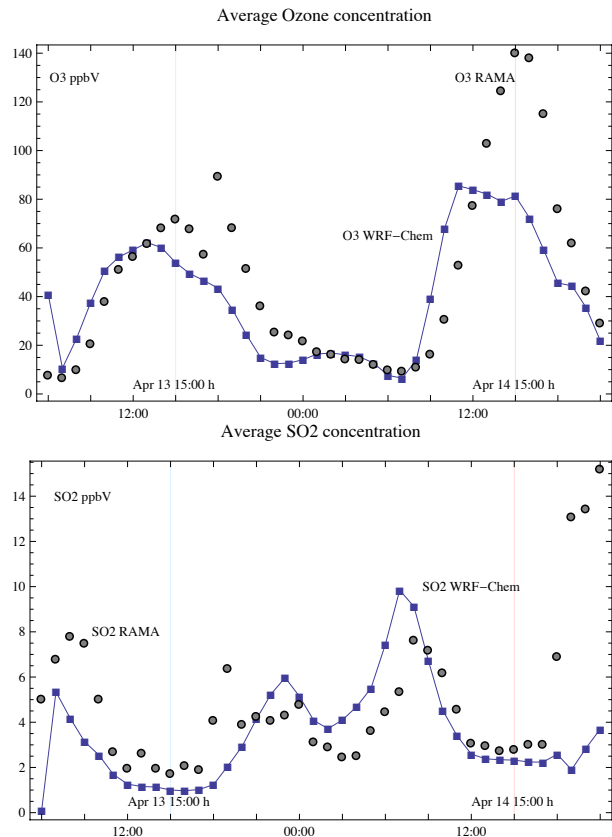 Average Ozone concentration
140
O3 ppbV
O3 RAMA
120
100
80
O3 WRF−Chem
60
40
20
Apr 13 15:00 h
Apr 14 15:00 h
0
12:00
00:00
12:00
Average SO2 concentration
14
SO2 ppbV
12
10
SO2 WRF−Chem
8
SO2 RAMA
6
4
2
Apr 13 15:00 h
Apr 14 15:00 h
0
12:00
00:00
12:00